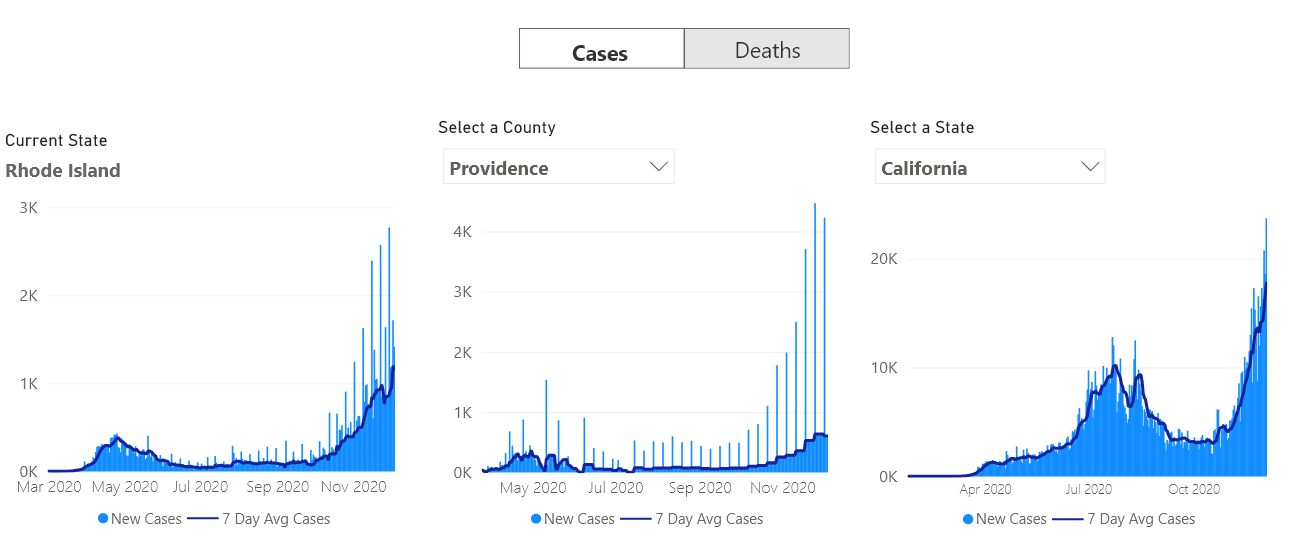 Cases Deaths
Current State
Rhode Island
3K
2K
1K
0K
Mar 2020 May 2020 Jul 2020 Sep 2020 Nov 2020
New Cases 7 Day Avg Cases
Select a County
Providence
4K
3K
2K
1K
0K
May 2020 Jul 2020 Sep 2020 Nov 2020
New Cases 7 Day Avg Cases
Select a State
California
20K
10K
0K
Apr 2020 Jul 2020 Oct 2020
New Cases 7 Day Avg Cases